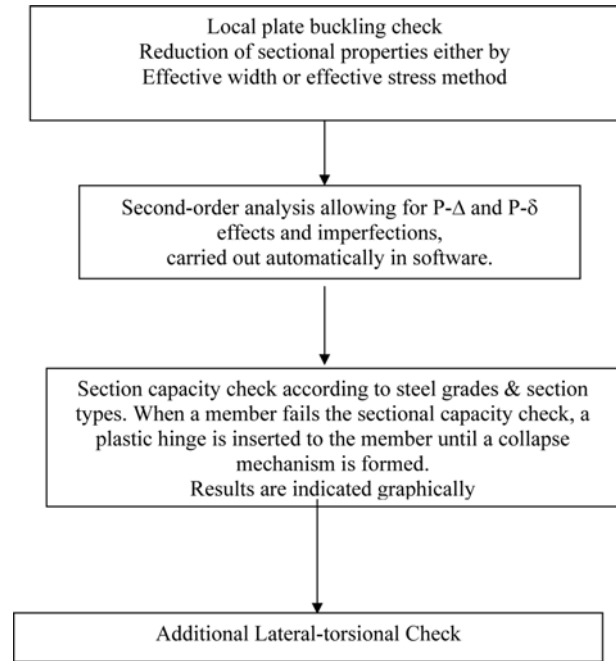 Local plate buckling check
Reduction of sectional properties either by
Effective width or effective stress method
Second-order analysis allowing for P-Δ and P-δ
effects and imperfections,
carried out automatically in software.
Section capacity check according to steel grades & section
types. When a member fails the sectional capacity check, a
plastic hinge is inserted to the member until a collapse
mechanism is formed.
Results are indicated graphically
Additional Lateral-torsional Check